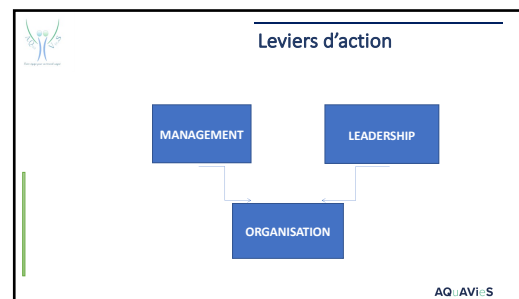 Leviers d'action
MANAGEMENT
LEADERSHIP
ORGANISATION
AQuAVieS